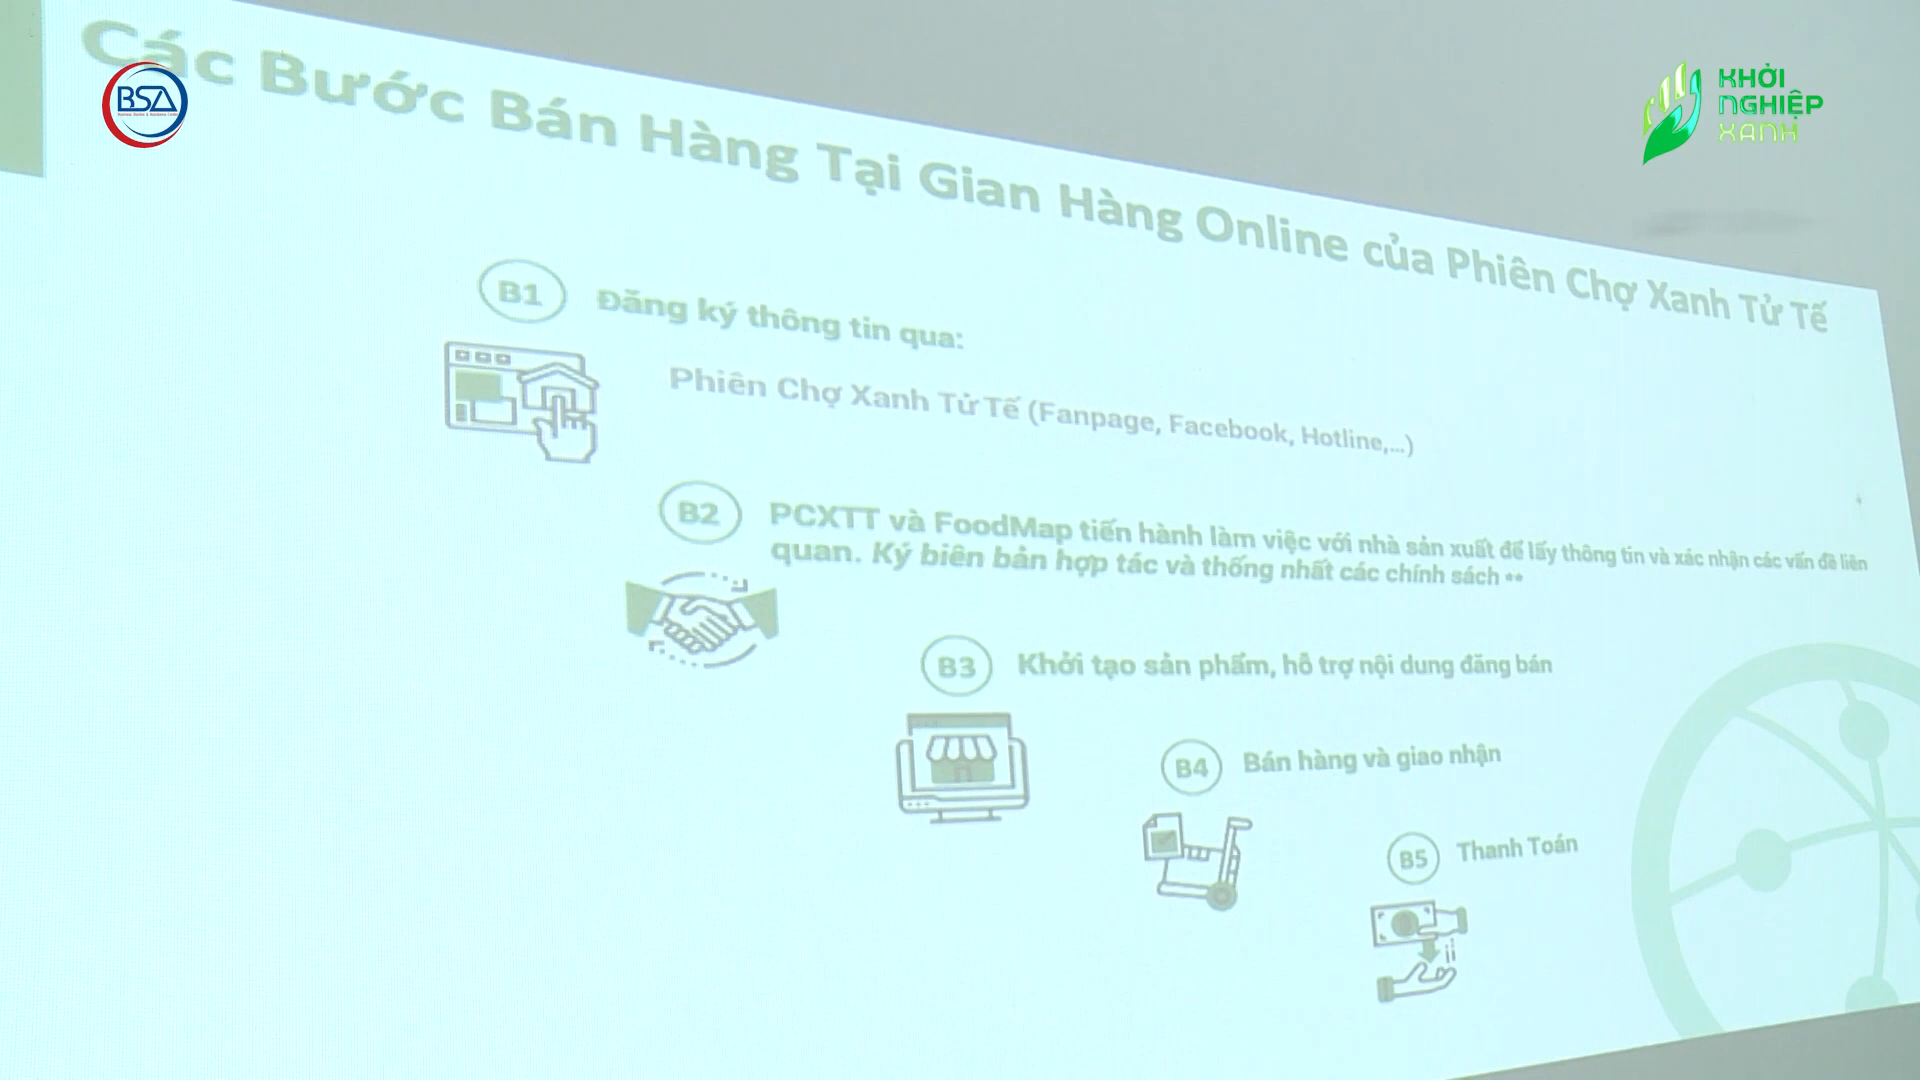 Các Bước Bán Hàng Tại Gian Hàng Online của Phiên Chợ Xanh Tử Tế
BSA
KHỞI
NGHIỆP
XANH
B1 Đăng ký thông tin qua:
Phiên Chợ Xanh Tử Tế (Fanpage, Facebook, Hotline,...)
B2 PCXTT và FoodMap tiến hành làm việc với nhà sản xuất để lấy thông tin và xác nhận các vấn đề liên
quan. Ký biên bản hợp tác và thống nhất các chính sách **
B3 Khởi tạo sản phẩm, hỗ trợ nội dung đăng bán
B4 Bán hàng và giao nhận
B5 Thanh Toán